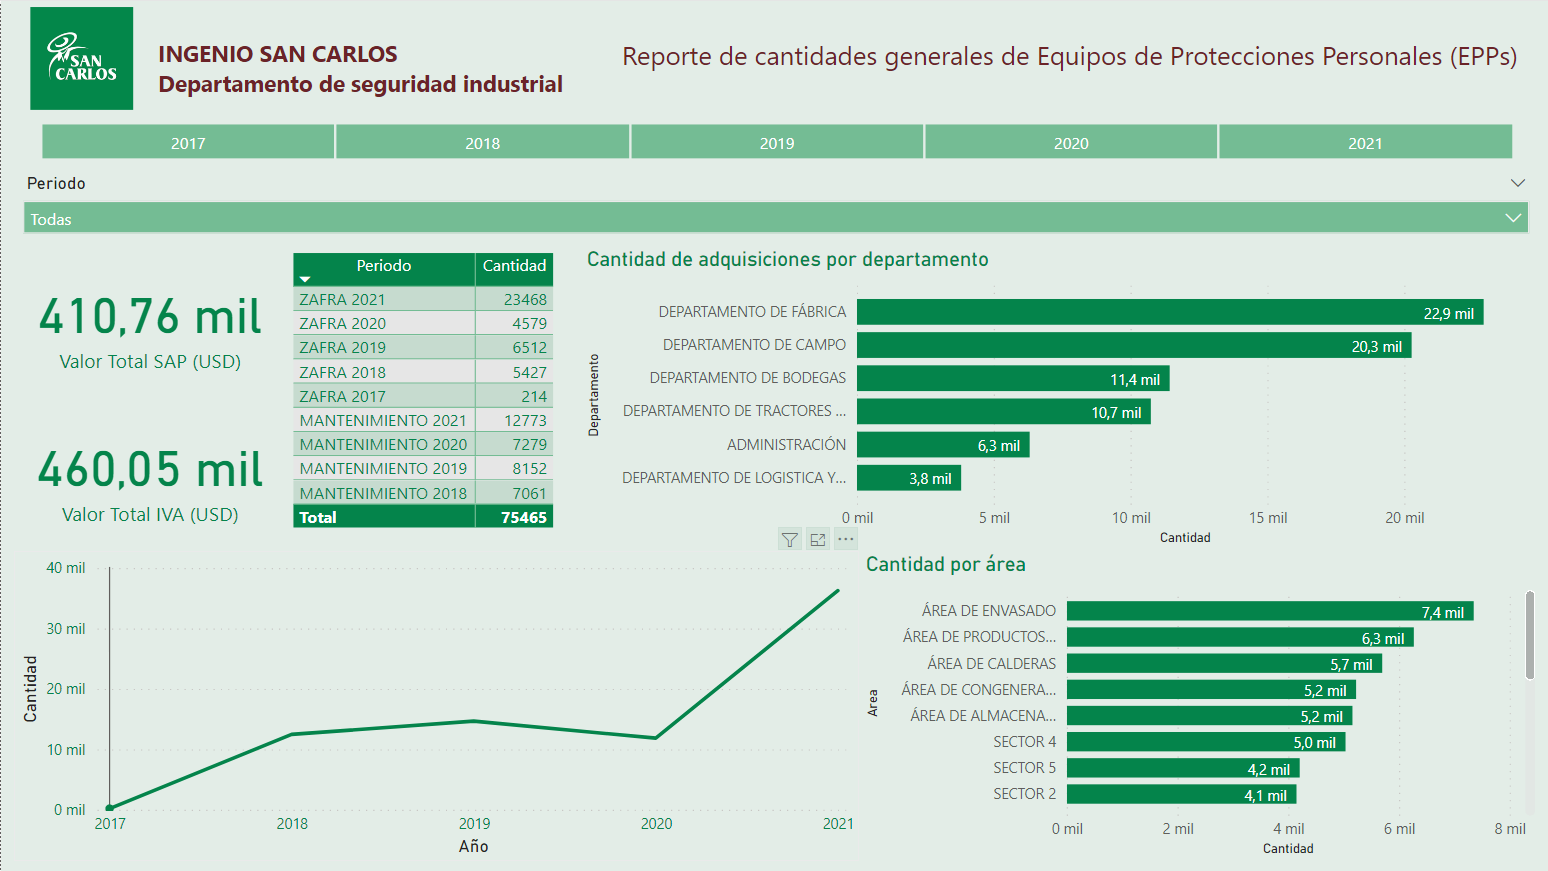 SAN
CARLOS
INGENIO SAN CARLOS
Departamento de seguridad industrial
Reporte de cantidades generales de Equipos de Protecciones Personales (EPPs)
2017 2018 2019 2020 2021
Periodo
Todas
410,76 mil
Valor Total SAP (USD)
460,05 mil
Valor Total IVA (USD)
Periodo Cantidad
ZAFRA 2021 23468
ZAFRA 2020 4579
ZAFRA 2019 6512
ZAFRA 2018 5427
ZAFRA 2017 214
MANTENIMIENTO 2021 12773
MANTENIMIENTO 2020 7279
MANTENIMIENTO 2019 8152
MANTENIMIENTO 2018 7061
Total 75465
Cantidad de adquisiciones por departamento
Departamento
DEPARTAMENTO DE FÁBRICA 22,9 mil
DEPARTAMENTO DE CAMPO 20,3 mil
DEPARTAMENTO DE BODEGAS 11,4 mil
DEPARTAMENTO DE TRACTORES ... 10,7 mil
ADMINISTRACIÓN 6,3 mil
DEPARTAMENTO DE LOGISTICA Y... 3,8 mil
0 mil 5 mil 10 mil 15 mil 20 mil
Cantidad
Cantidad
40 mil
30 mil
20 mil
10 mil
0 mil
2017 2018 2019 2020 2021
Año
Cantidad por área
Area
ÁREA DE ENVASADO 7,4 mil
ÁREA DE PRODUCTOS... 6,3 mil
ÁREA DE CALDERAS 5,7 mil
ÁREA DE CONGENERA... 5,2 mil
ÁREA DE ALMACENA... 5,2 mil
SECTOR 4 5,0 mil
SECTOR 5 4,2 mil
SECTOR 2 4,1 mil
0 mil 2 mil 4 mil 6 mil 8 mil
Cantidad